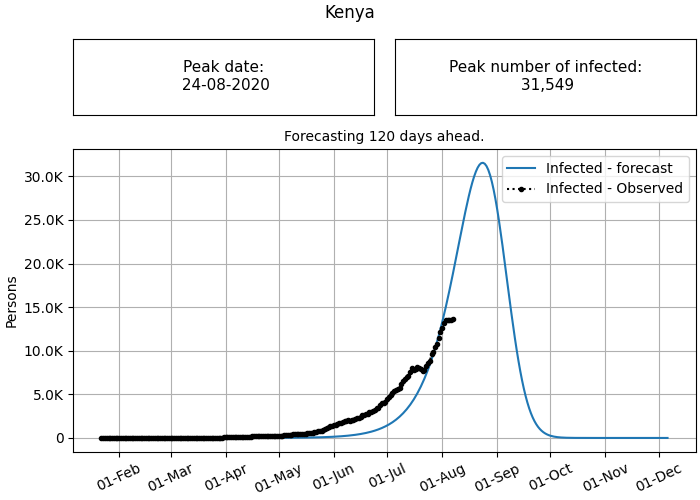 Kenya
Peak date:
24-08-2020
Peak number of infected:
31,549
Forecasting 120 days ahead.
Infected - forecast
Infected - Observed
Persons
30.0K
25.0K
20.0K
15.0K
10.0K
5.0K
0
01-Feb
01-Mar
01-Apr
01-May
01-Jun
01-Jul
01-Aug
01-Sep
01-Oct
01-Nov
01-Dec